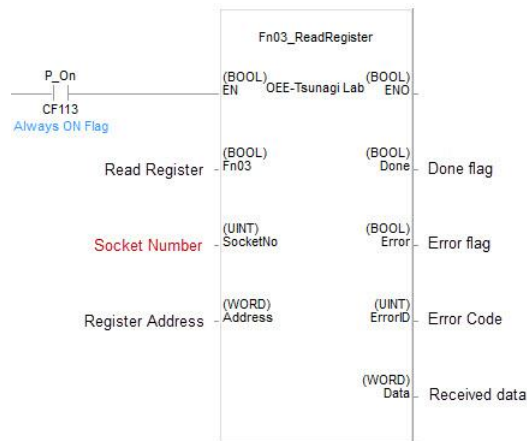 Fn03_ReadRegister
P_On
(BOOL) (BOOL)
EN OEE-Tsunagi Lab ENO
CF113
Always ON Flag
(BOOL) (BOOL)
Read Register Fn03 Done Done flag
(UINT) (BOOL)
Socket Number SocketNo Error Error flag
(WORD) (UINT)
Register Address Address ErrorID Error Code
(WORD)
Data Received data